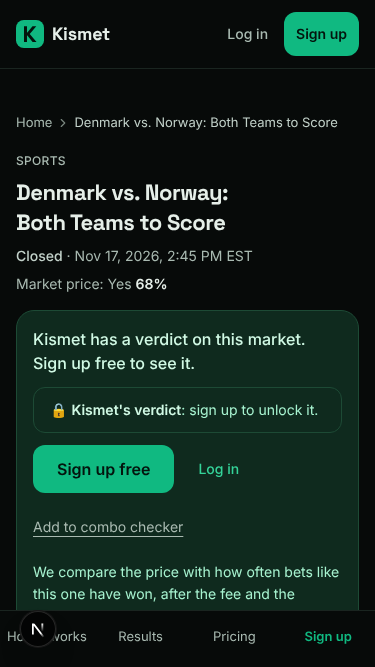 K Kismet
Log in
Sign up
Home > Denmark vs. Norway: Both Teams to Score
SPORTS
Denmark vs. Norway:
Both Teams to Score
Closed · Nov 17, 2026, 2:45 PM EST
Market price: Yes 68%
Kismet has a verdict on this market.
Sign up free to see it.
🔒 Kismet's verdict: sign up to unlock it.
Sign up free
Log in
Add to combo checker
We compare the price with how often bets like
this one have won, after the fee and the
N
works
Results
Pricing
Sign up